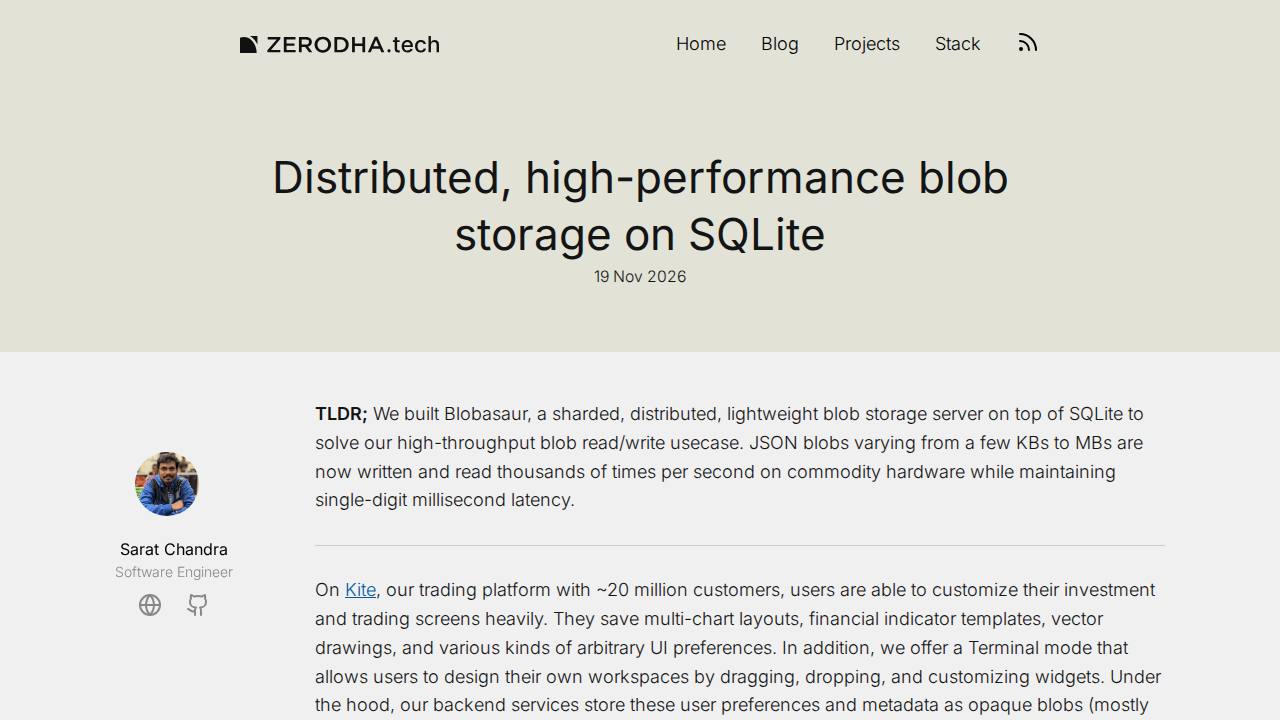 ZERODHA.tech
Home Blog Projects Stack
Distributed, high-performance blob
storage on SQLite
19 Nov 2026
TLDR; We built Blobasaur, a sharded, distributed, lightweight blob storage server on top of SQLite to
solve our high-throughput blob read/write usecase. JSON blobs varying from a few KBs to MBs are
now written and read thousands of times per second on commodity hardware while maintaining
single-digit millisecond latency.
Sarat Chandra
Software Engineer
On Kite, our trading platform with ~20 million customers, users are able to customize their investment
and trading screens heavily. They save multi-chart layouts, financial indicator templates, vector
drawings, and various kinds of arbitrary UI preferences. In addition, we offer a Terminal mode that
allows users to design their own workspaces by dragging, dropping, and customizing widgets. Under
the hood, our backend services store these user preferences and metadata as opaque blobs (mostly